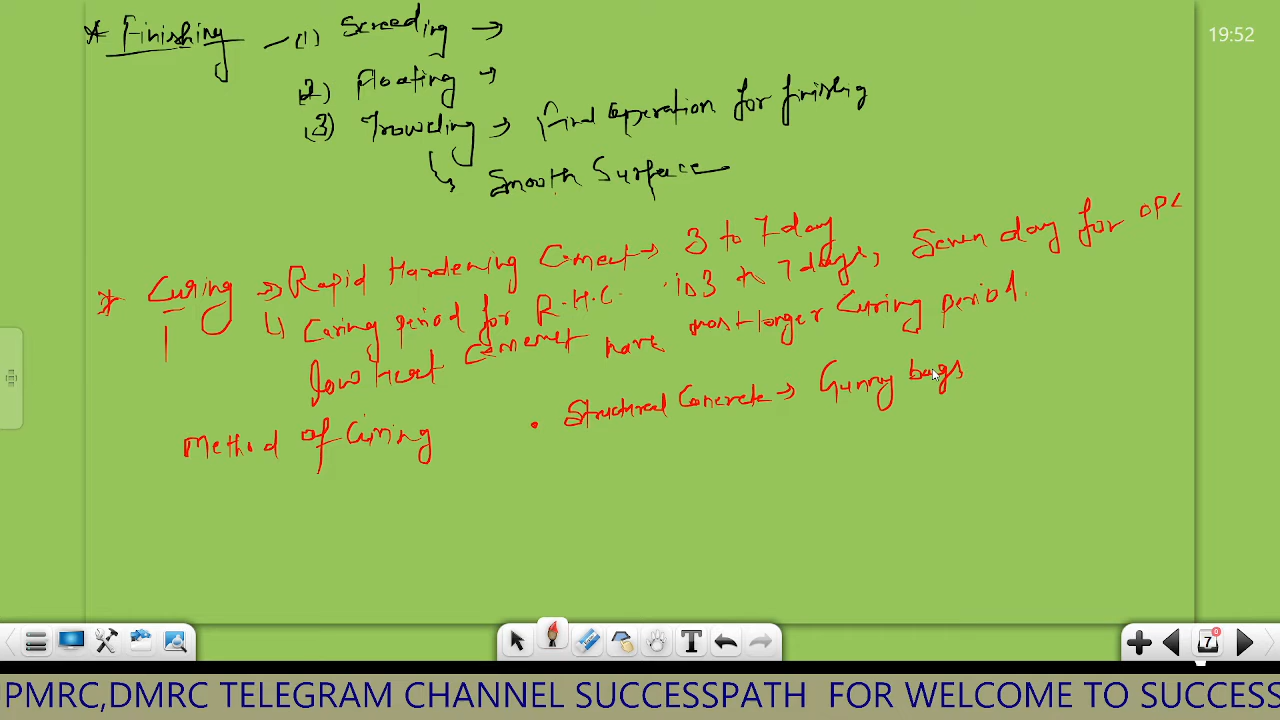 * Finishing - (1) Screeding →
19:52
(2) Floating →
(3) Troweling → Final Operation for finishig
↳ Smooth Surface
* Curing → Rapid Hardening Cement → 3 to 7 day
↳ Curing period for R.H.C. is 3 to 7 days, Seven day for OPC
low Heat Cement have most longer Curing period.
Method of Curing • Structural Concrete → Gunny bags
T 7
PMRC,DMRC TELEGRAM CHANNEL SUCCESSPATH FOR WELCOME TO SUCCESS